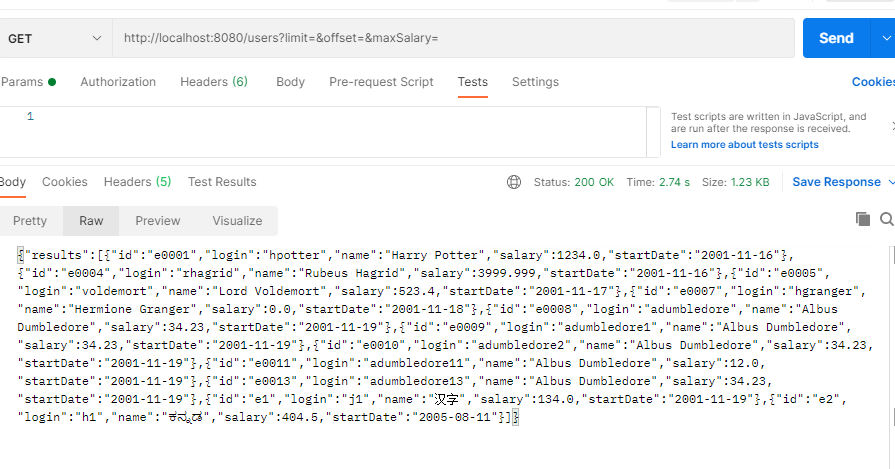 GET
http://localhost:8080/users?limit=&offset=&maxSalary=
Send
Params
Authorization
Headers (6)
Body
Pre-request Script
Tests
Settings
Cookies
1
Test scripts are written in JavaScript, and
are run after the response is received.
Learn more about tests scripts
Body
Cookies
Headers (5)
Test Results
Status: 200 OK
Time: 2.74 s
Size: 1.23 KB
Save Response
Pretty
Raw
Preview
Visualize
{"results":[{"id":"e0001","login":"hpotter","name":"Harry Potter","salary":1234.0,"startDate":"2001-11-16"},
{"id":"e0004","login":"rhagrid","name":"Rubeus Hagrid","salary":3999.999,"startDate":"2001-11-16"},{"id":"e0005",
"login":"voldemort","name":"Lord Voldemort","salary":523.4,"startDate":"2001-11-17"},{"id":"e0007","login":"hgranger",
"name":"Hermione Granger","salary":0.0,"startDate":"2001-11-18"},{"id":"e0008","login":"adumbledore","name":"Albus
Dumbledore","salary":34.23,"startDate":"2001-11-19"},{"id":"e0009","login":"adumbledore1","name":"Albus Dumbledore",
"salary":34.23,"startDate":"2001-11-19"},{"id":"e0010","login":"adumbledore2","name":"Albus Dumbledore","salary":34.23,
"startDate":"2001-11-19"},{"id":"e0011","login":"adumbledore11","name":"Albus Dumbledore","salary":12.0,
"startDate":"2001-11-19"},{"id":"e0013","login":"adumbledore13","name":"Albus Dumbledore","salary":34.23,
"startDate":"2001-11-19"},{"id":"e1","login":"j1","name":"汉字","salary":134.0,"startDate":"2001-11-19"},{"id":"e2",
"login":"h1","name":"ಕನ್ನಡ","salary":404.5,"startDate":"2005-08-11"}]}